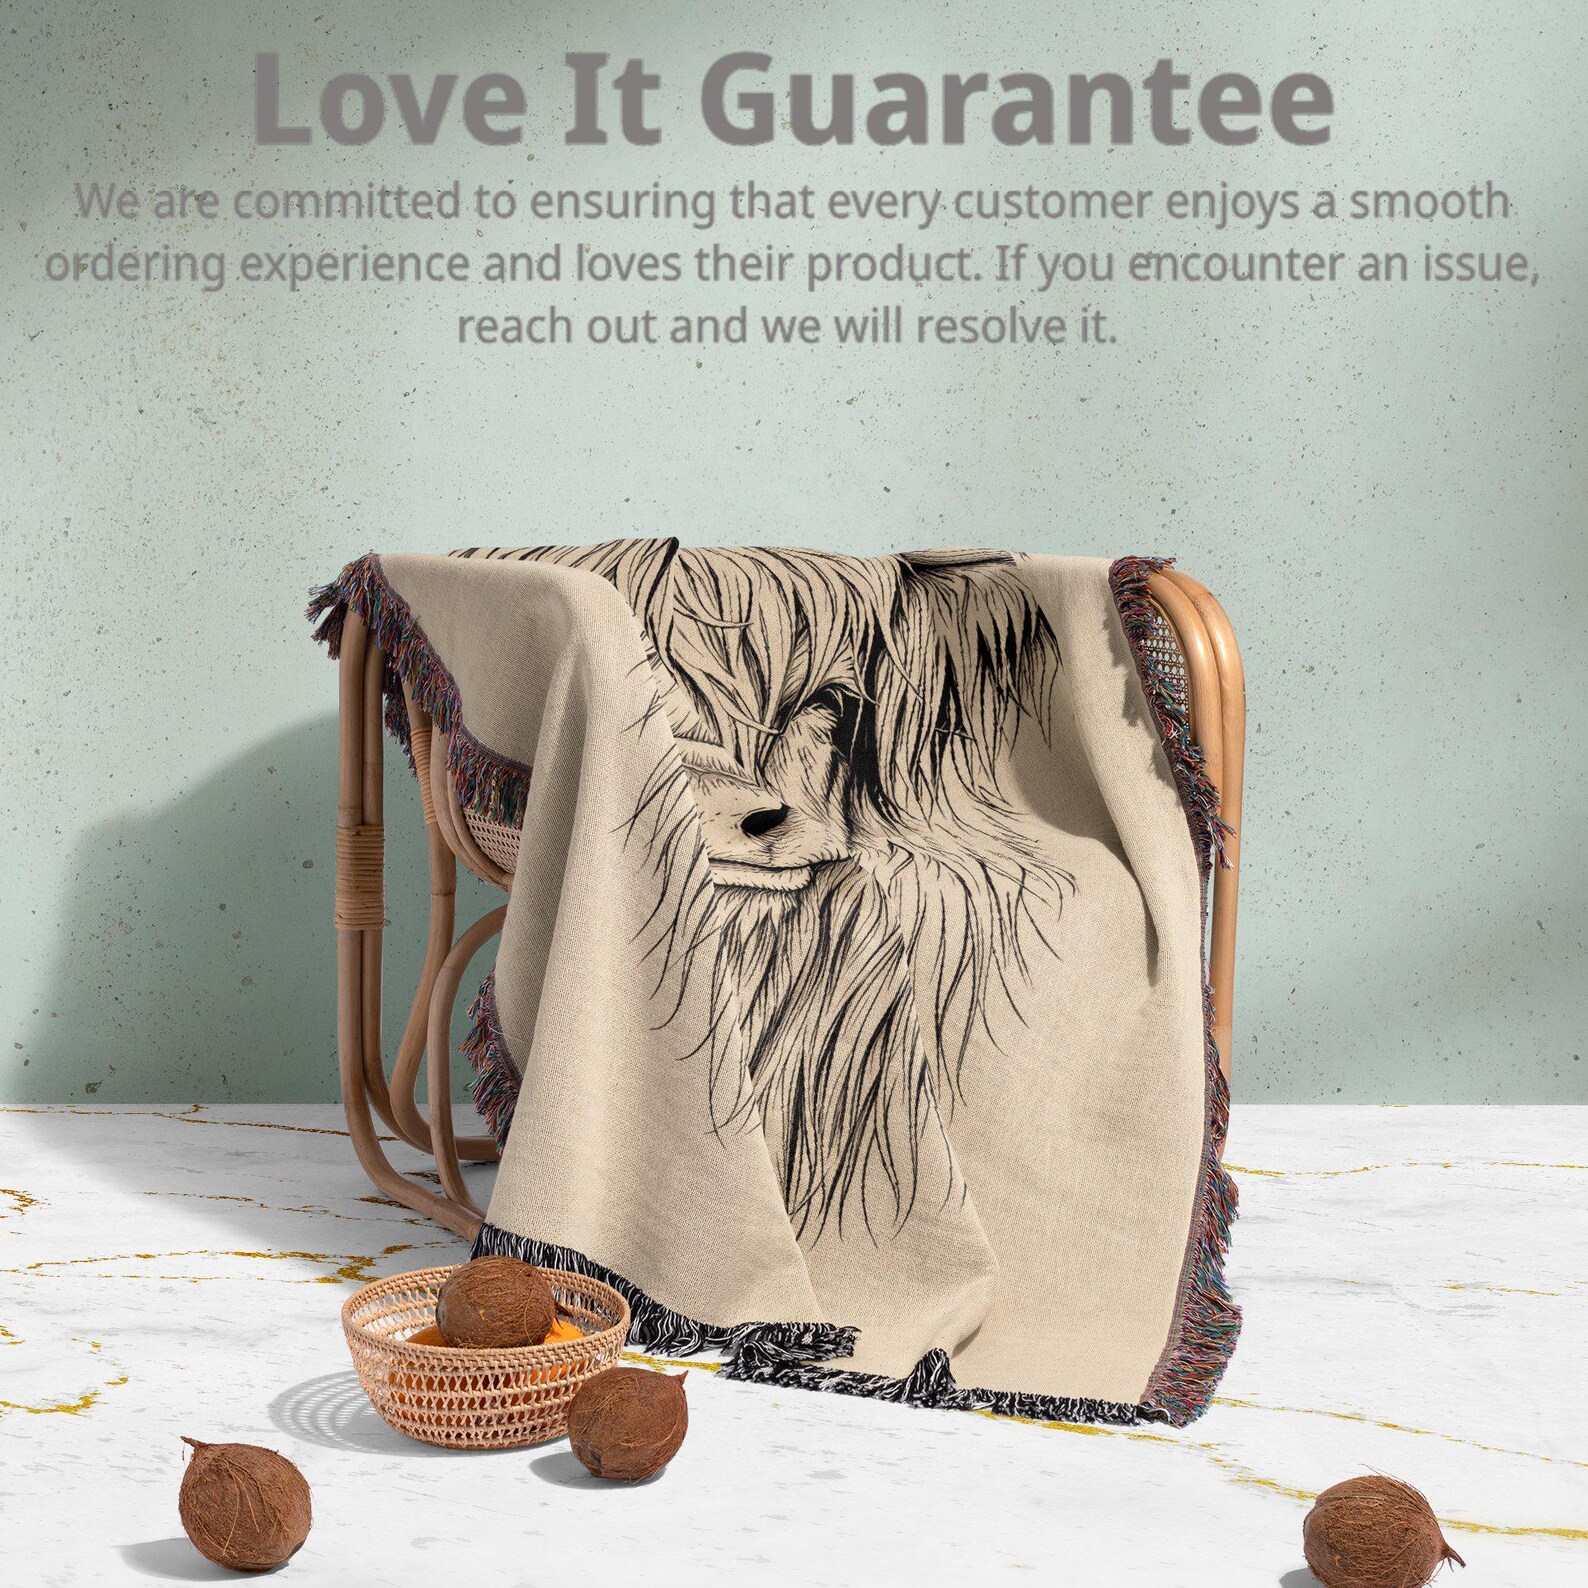 Love It Guarantee
We are committed to ensuring that every customer enjoys a smooth
ordering experience and loves their product. If you encounter an issue,
reach out and we will resolve it.